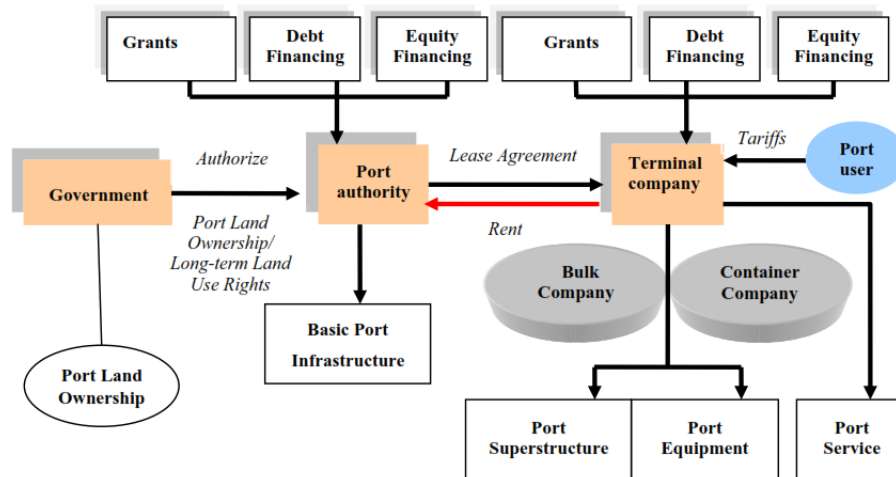 Grants
Debt
Financing
Equity
Financing
Grants
Debt
Financing
Equity
Financing
Authorize
Lease Agreement
Tariffs
Government
Port
authority
Terminal
company
Port
user
Port Land
Ownership/
Long-term Land
Use Rights
Rent
Bulk
Company
Container
Company
Basic Port
Infrastructure
Port Land
Ownership
Port
Superstructure
Port
Equipment
Port
Service